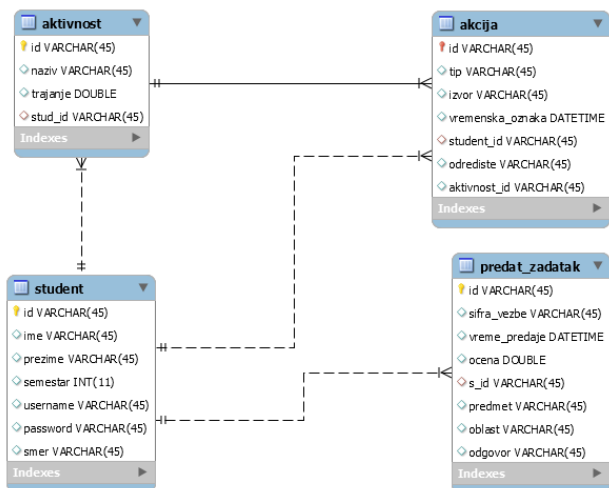 aktivnost
id VARCHAR(45)
naziv VARCHAR(45)
trajanje DOUBLE
stud_id VARCHAR(45)
Indexes
akcija
id VARCHAR(45)
tip VARCHAR(45)
izvor VARCHAR(45)
vremenska_oznaka DATETIME
student_id VARCHAR(45)
odrediste VARCHAR(45)
aktivnost_id VARCHAR(45)
Indexes
student
id VARCHAR(45)
ime VARCHAR(45)
prezime VARCHAR(45)
semestar INT(11)
username VARCHAR(45)
password VARCHAR(45)
smer VARCHAR(45)
Indexes
predat_zadatak
id VARCHAR(45)
sifra_vezbe VARCHAR(45)
vreme_predaje DATETIME
ocena DOUBLE
s_id VARCHAR(45)
predmet VARCHAR(45)
oblast VARCHAR(45)
odgovor VARCHAR(45)
Indexes